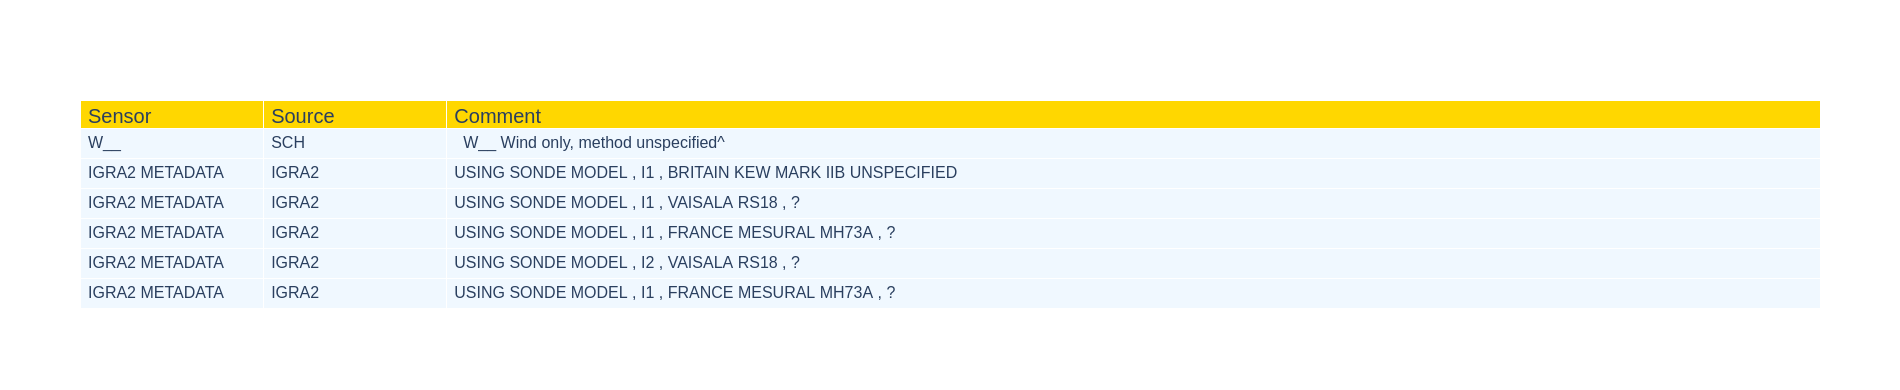 Sensor Source Comment
W__ SCH W__ Wind only, method unspecified^
IGRA2 METADATA IGRA2 USING SONDE MODEL , I1 , BRITAIN KEW MARK IIB UNSPECIFIED
IGRA2 METADATA IGRA2 USING SONDE MODEL , I1 , VAISALA RS18 , ?
IGRA2 METADATA IGRA2 USING SONDE MODEL , I1 , FRANCE MESURAL MH73A , ?
IGRA2 METADATA IGRA2 USING SONDE MODEL , I2 , VAISALA RS18 , ?
IGRA2 METADATA IGRA2 USING SONDE MODEL , I1 , FRANCE MESURAL MH73A , ?